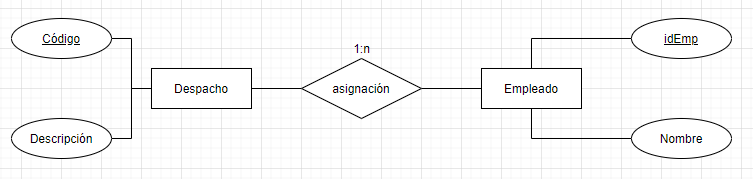 Código
Descripción
Despacho
1:n
asignación
Empleado
idEmp
Nombre